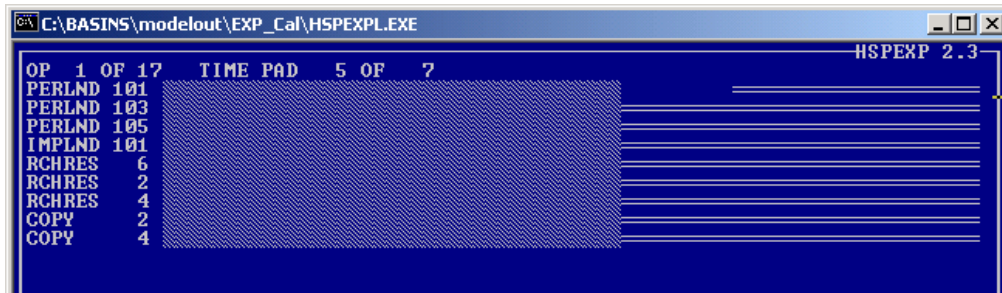 C:\BASINS\modelout\EXP_Cal\HSPEXPL.EXE
HSPEXP 2.3
OP 1 OF 17 TIME PAD 5 OF 7
PERLND 101
PERLND 103
PERLND 105
IMPLND 101
RCHRES 6
RCHRES 2
RCHRES 4
COPY 2
COPY 4